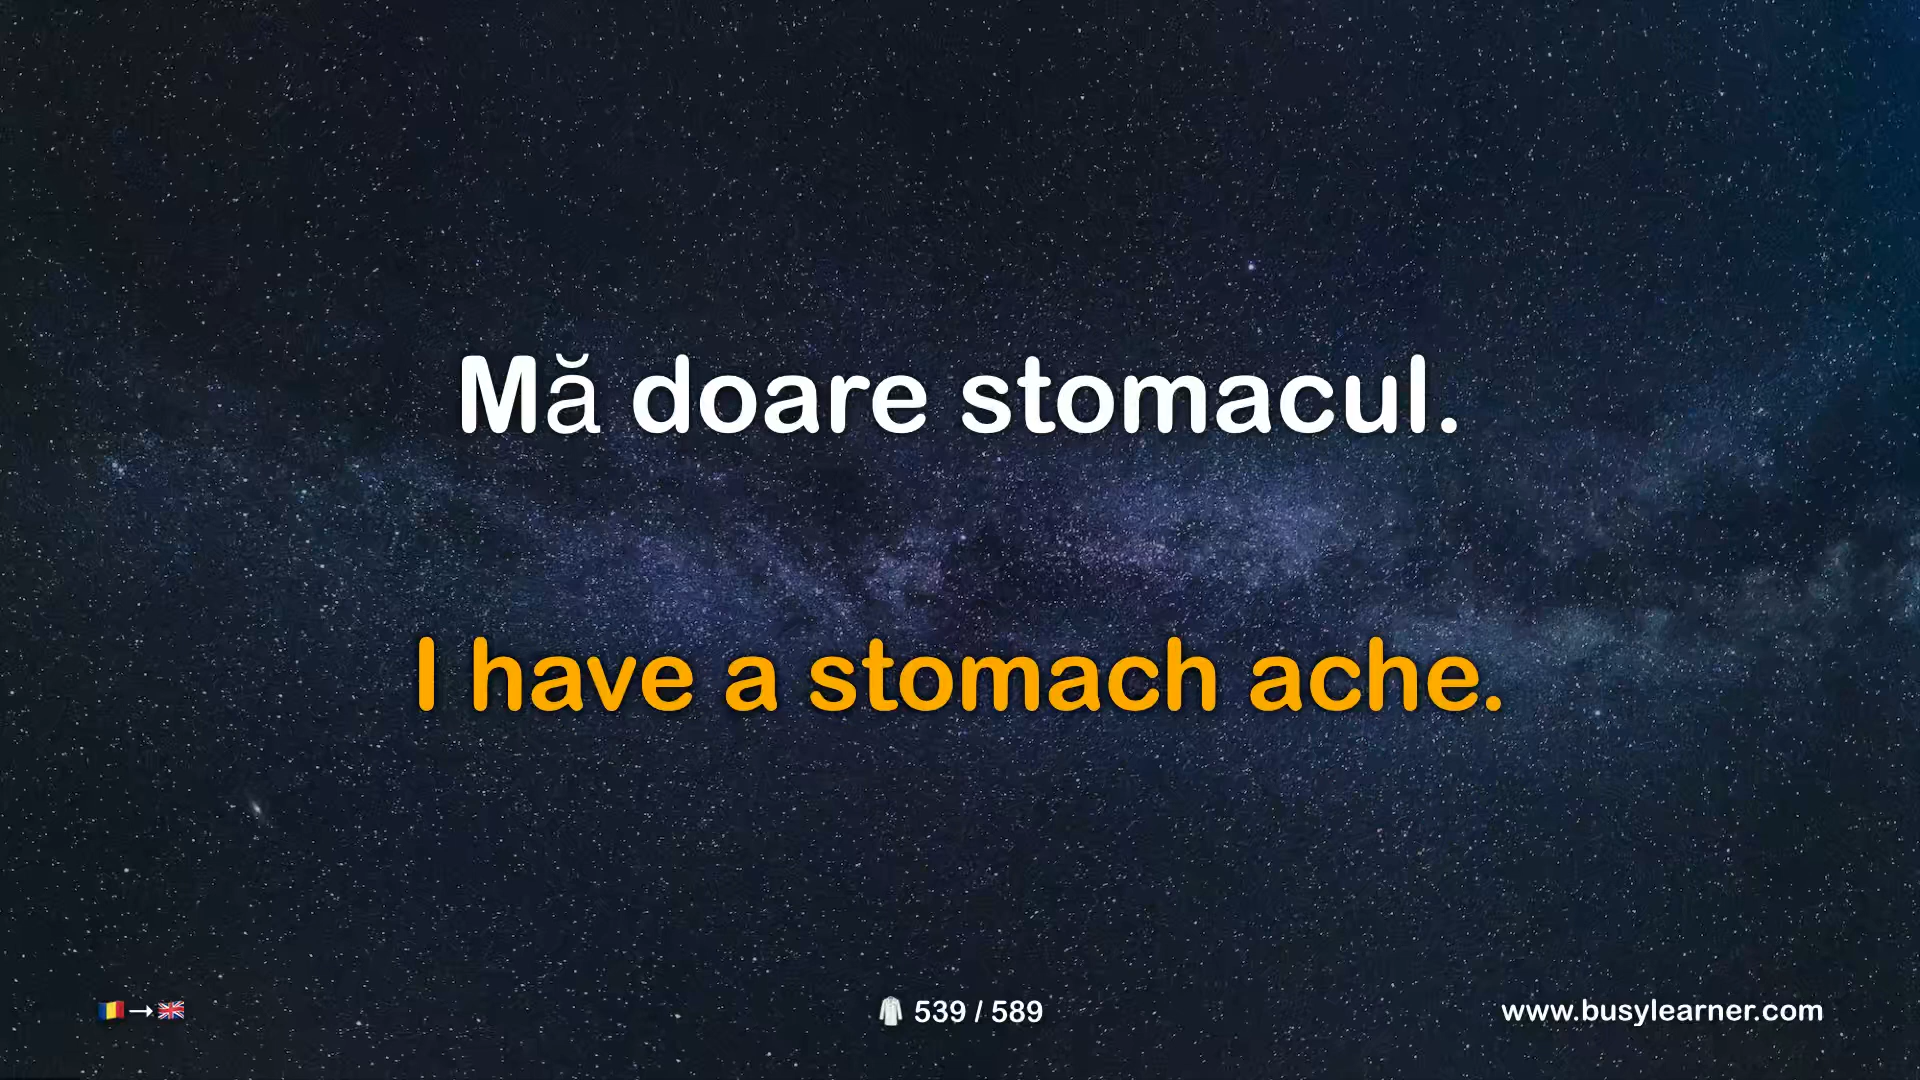 Mă doare stomacul.
I have a stomach ache.
🇷🇴→🇬🇧
🥼 539 / 589
www.busylearner.com